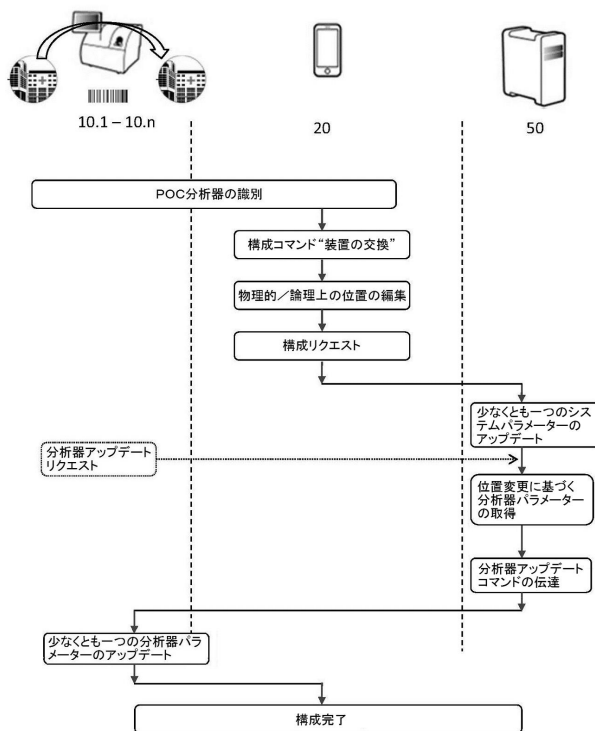 10.1 – 10.n
20
50
POC分析器の識別
構成コマンド“装置の交換”
物理的／論理上の位置の編集
構成リクエスト
少なくとも一つのシス
テムパラメーターの
アップデート
分析器アップデート
リクエスト
位置変更に基づく
分析器パラメーター
の取得
分析器アップデート
コマンドの伝達
少なくとも一つの分析器パラ
メーターのアップデート
構成完了